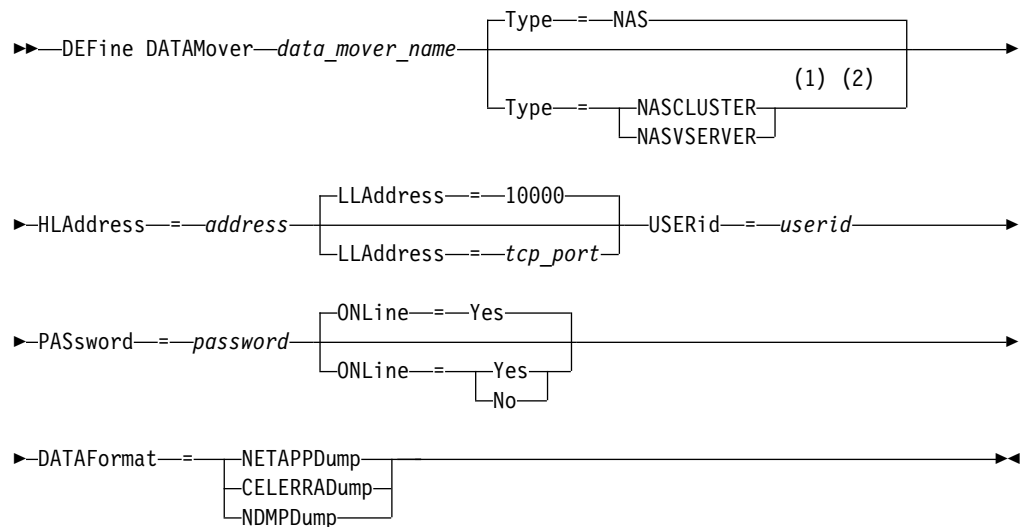 Type = NAS
DEFine DATAMover data_mover_name
(1) (2)
Type = NASCLUSTER
NASVSERVER
LLAddress = 10000
HLAddress = address USERid = userid
LLAddress = tcp_port
ONLine = Yes
PASsword = password
ONLine = Yes
No
DATAFormat = NETAPPDump
CELERRADump
NDMPDump